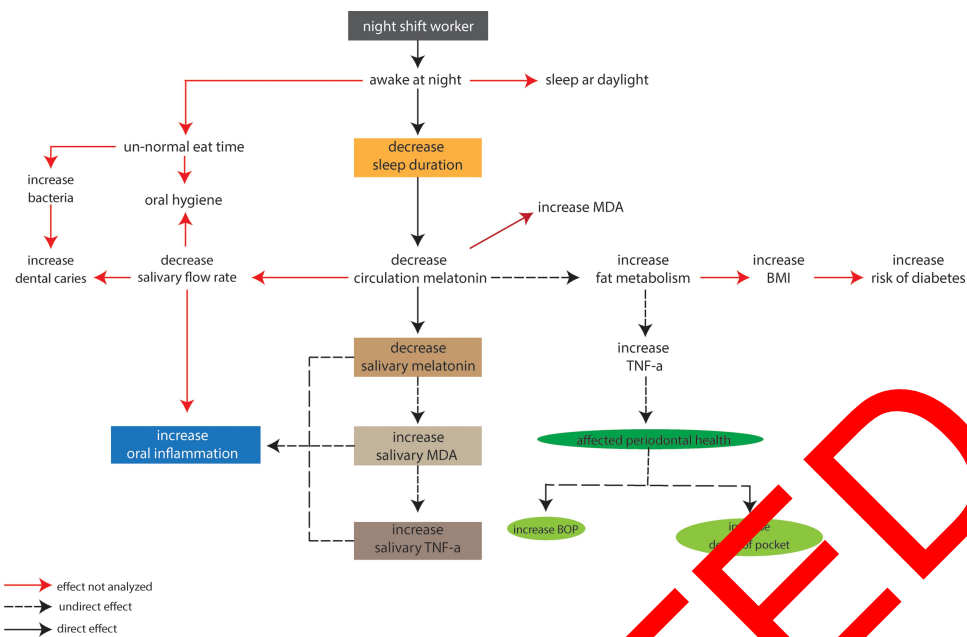 night shift worker
awake at night
sleep ar daylight
un-normal eat time
decrease
sleep duration
increase
bacteria
oral hygiene
increase MDA
increase
dental caries
decrease
salivary flow rate
decrease
circulation melatonin
increase
fat metabolism
increase
BMI
increase
risk of diabetes
decrease
salivary melatonin
increase
TNF-a
increase
oral inflammation
increase
salivary MDA
affected periodontal health
increase
salivary TNF-a
increase BOP
of pocket
effect not analyzed
undirect effect
direct effect